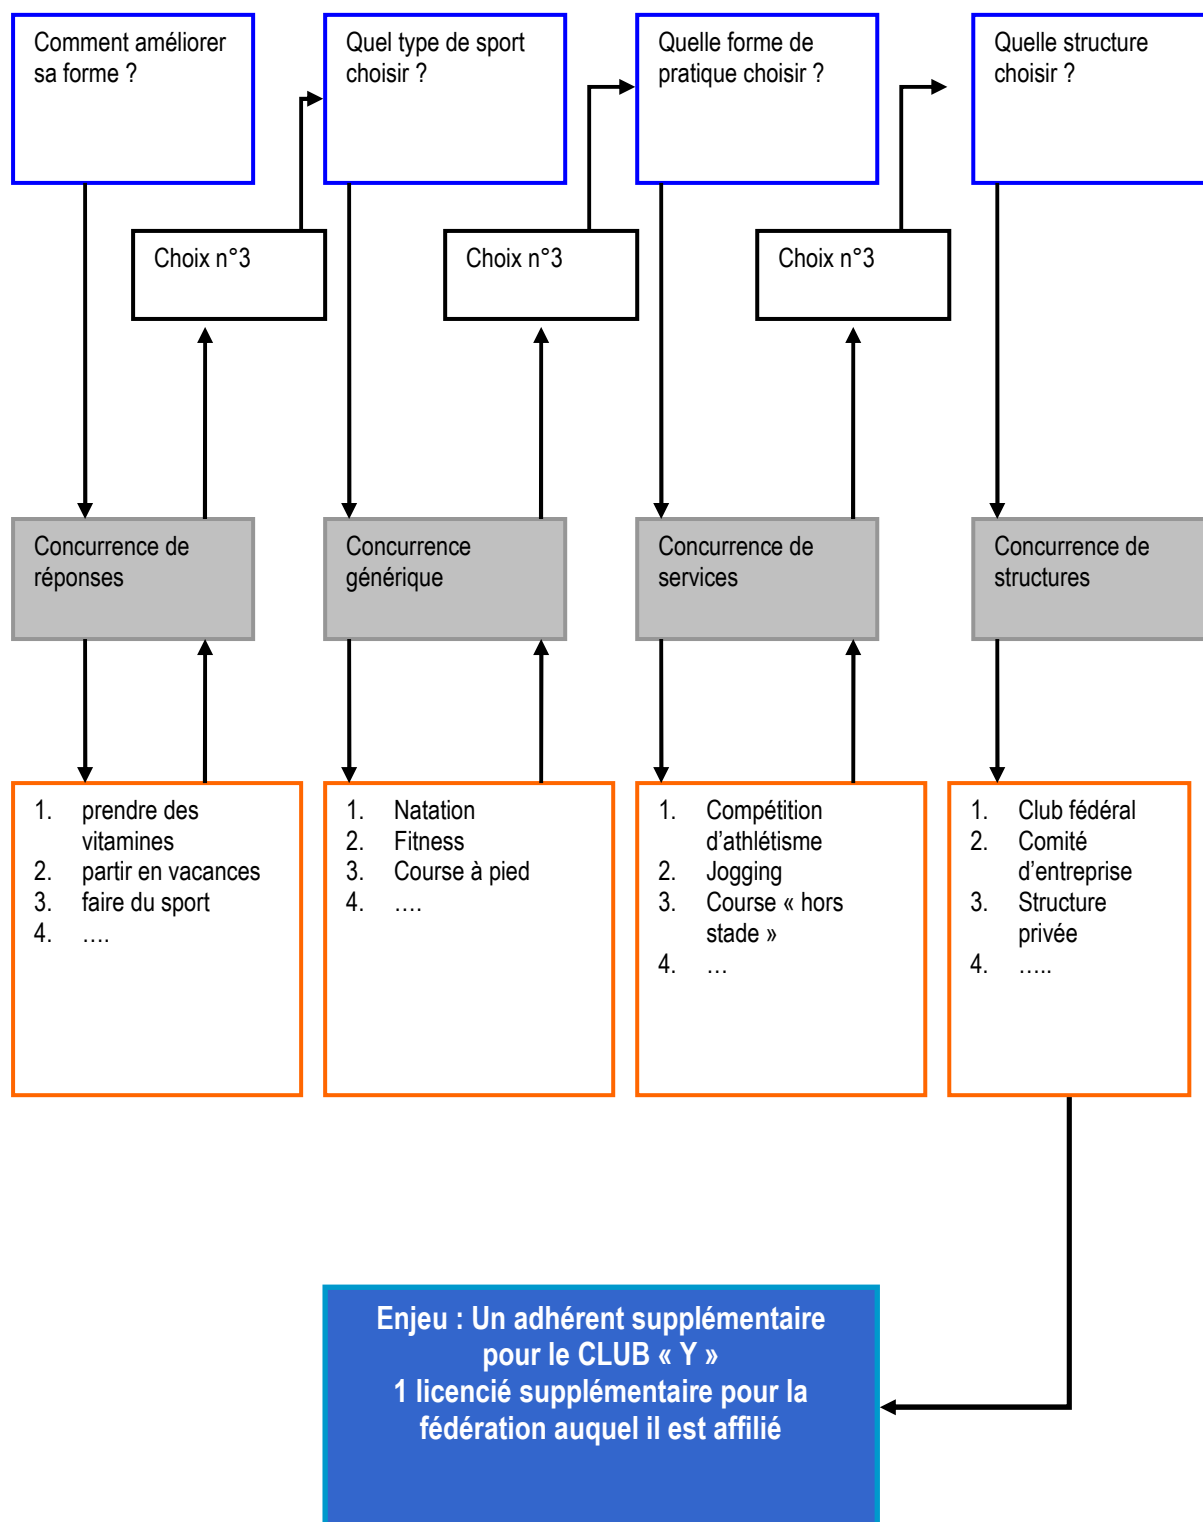 Comment améliorer
sa forme ?
Quel type de sport
choisir ?
Quelle forme de
pratique choisir ?
Quelle structure
choisir ?
Choix n°3
Choix n°3
Choix n°3
Concurrence de
réponses
Concurrence
générique
Concurrence de
services
Concurrence de
structures
1. prendre des
vitamines
2. partir en vacances
3. faire du sport
4. ….
1. Natation
2. Fitness
3. Course à pied
4. ….
1. Compétition
d’athlétisme
2. Jogging
3. Course « hors
stade »
4. …
1. Club fédéral
2. Comité
d’entreprise
3. Structure
privée
4. …..
Enjeu : Un adhérent supplémentaire
pour le CLUB « Y »
1 licencié supplémentaire pour la
fédération auquel il est affilié